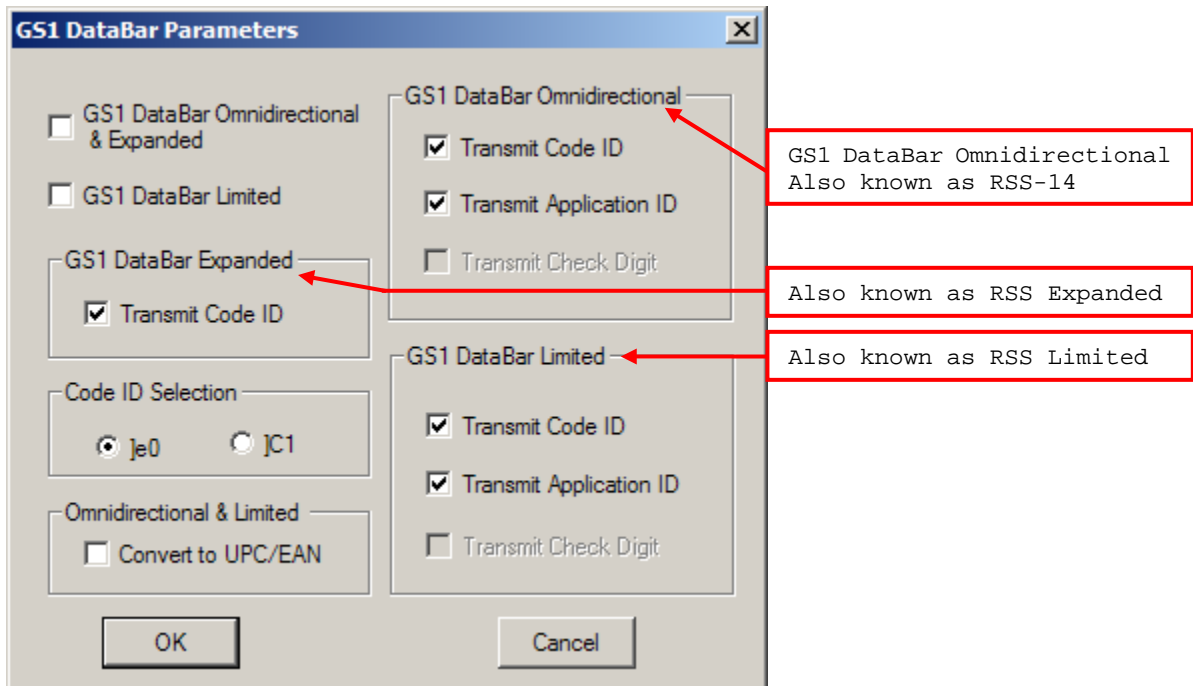 GS1 DataBar Parameters
GS1 DataBar Omnidirectional
& Expanded
GS1 DataBar Limited
GS1 DataBar Expanded
Transmit Code ID
Code ID Selection
]e0
]C1
Omnidirectional & Limited
Convert to UPC/EAN
GS1 DataBar Omnidirectional
Transmit Code ID
Transmit Application ID
Transmit Check Digit
GS1 DataBar Limited
Transmit Code ID
Transmit Application ID
Transmit Check Digit
OK
Cancel
GS1 DataBar Omnidirectional
Also known as RSS-14
Also known as RSS Expanded
Also known as RSS Limited